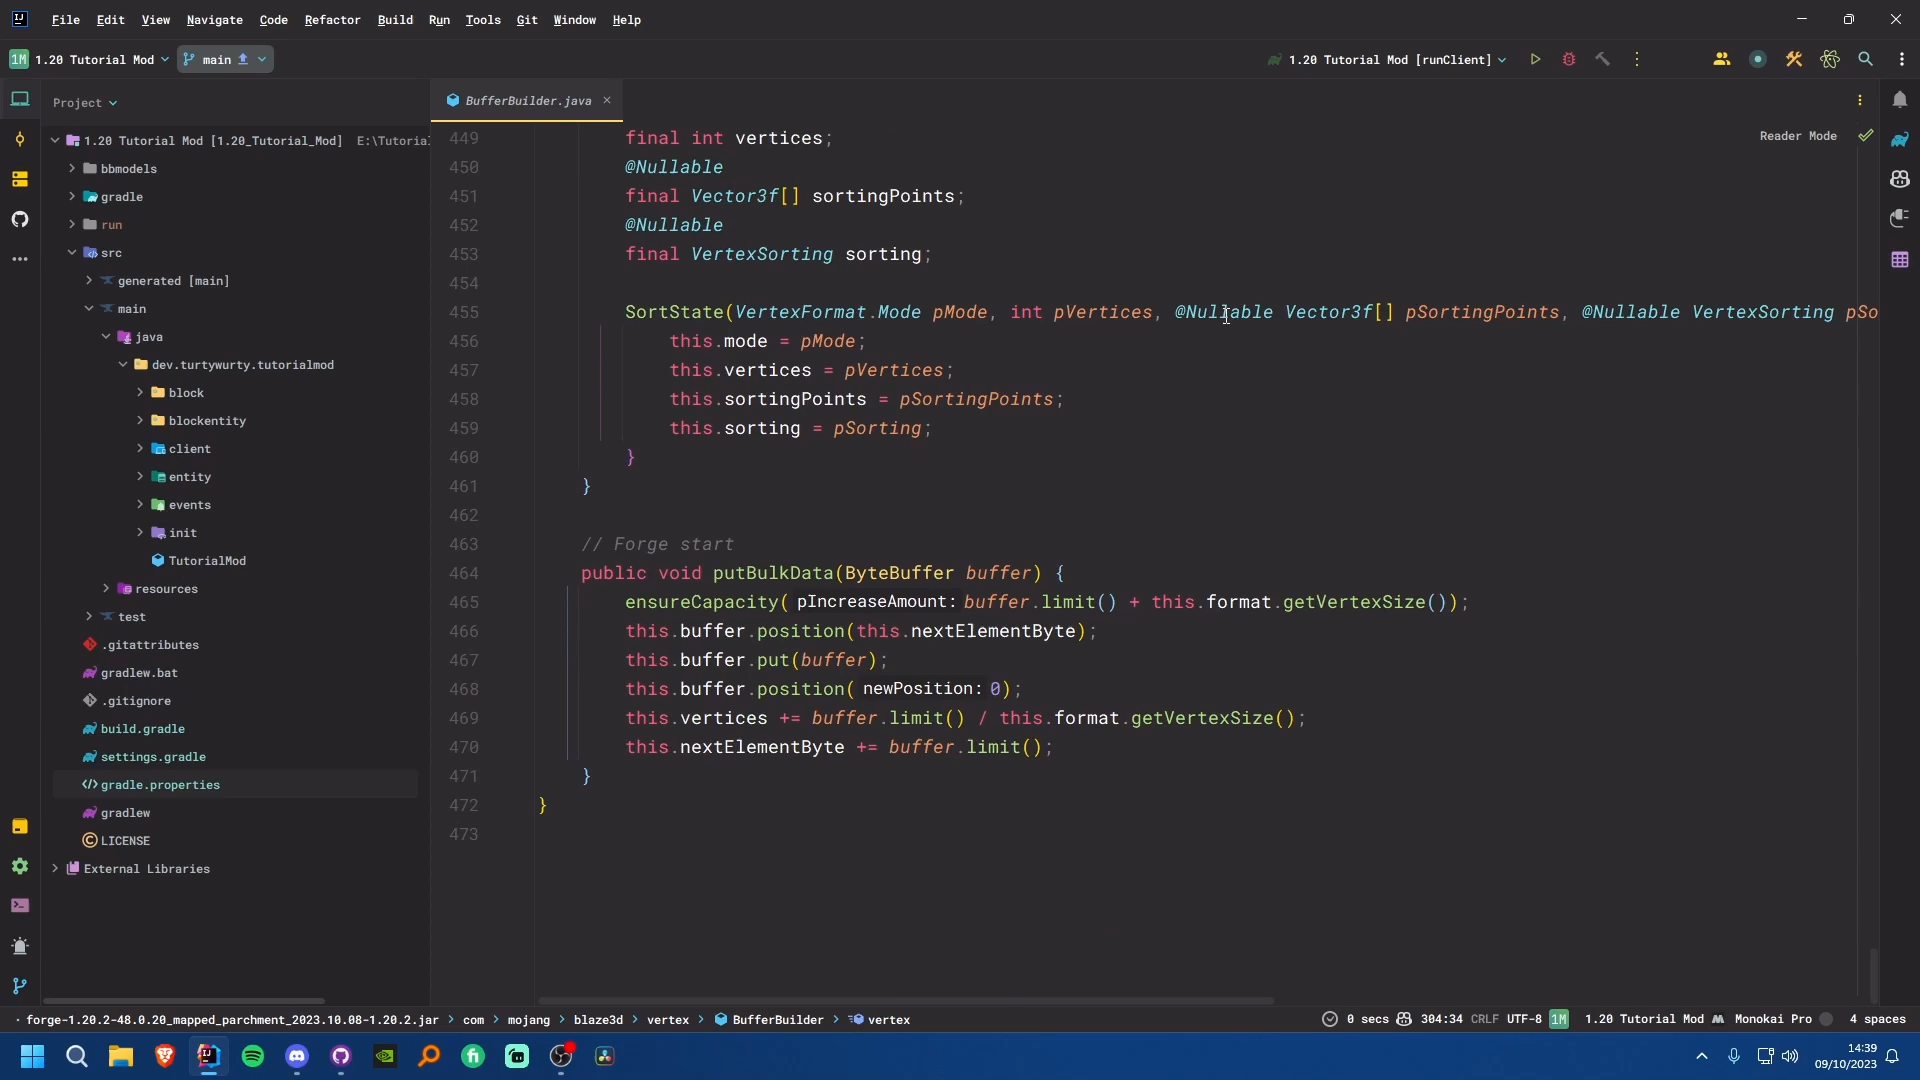 File Edit View Navigate Code Refactor Build Run Tools Git Window Help
1M 1.20 Tutorial Mod main 1.20 Tutorial Mod [runClient]
Project
BufferBuilder.java
Reader Mode
1.20 Tutorial Mod [1.20_Tutorial_Mod] E:\Tutoria
bbmodels
gradle
run
src
generated [main]
main
java
dev.turtywurty.tutorialmod
block
blockentity
client
entity
events
init
TutorialMod
resources
test
.gitattributes
gradlew.bat
.gitignore
build.gradle
settings.gradle
gradle.properties
gradlew
LICENSE
External Libraries
449 final int vertices;
450 @Nullable
451 final Vector3f[] sortingPoints;
452 @Nullable
453 final VertexSorting sorting;
454
455 SortState(VertexFormat.Mode pMode, int pVertices, @Nullable Vector3f[] pSortingPoints, @Nullable VertexSorting pSo
456 this.mode = pMode;
457 this.vertices = pVertices;
458 this.sortingPoints = pSortingPoints;
459 this.sorting = pSorting;
460 }
461 }
462
463 // Forge start
464 public void putBulkData(ByteBuffer buffer) {
465 ensureCapacity( pIncreaseAmount: buffer.limit() + this.format.getVertexSize());
466 this.buffer.position(this.nextElementByte);
467 this.buffer.put(buffer);
468 this.buffer.position( newPosition: 0);
469 this.vertices += buffer.limit() / this.format.getVertexSize();
470 this.nextElementByte += buffer.limit();
471 }
472 }
473
forge-1.20.2-48.0.20_mapped_parchment_2023.10.08-1.20.2.jar com mojang blaze3d vertex BufferBuilder vertex 0 secs 304:34 CRLF UTF-8 1M 1.20 Tutorial Mod Monokai Pro 4 spaces
14:39
09/10/2023